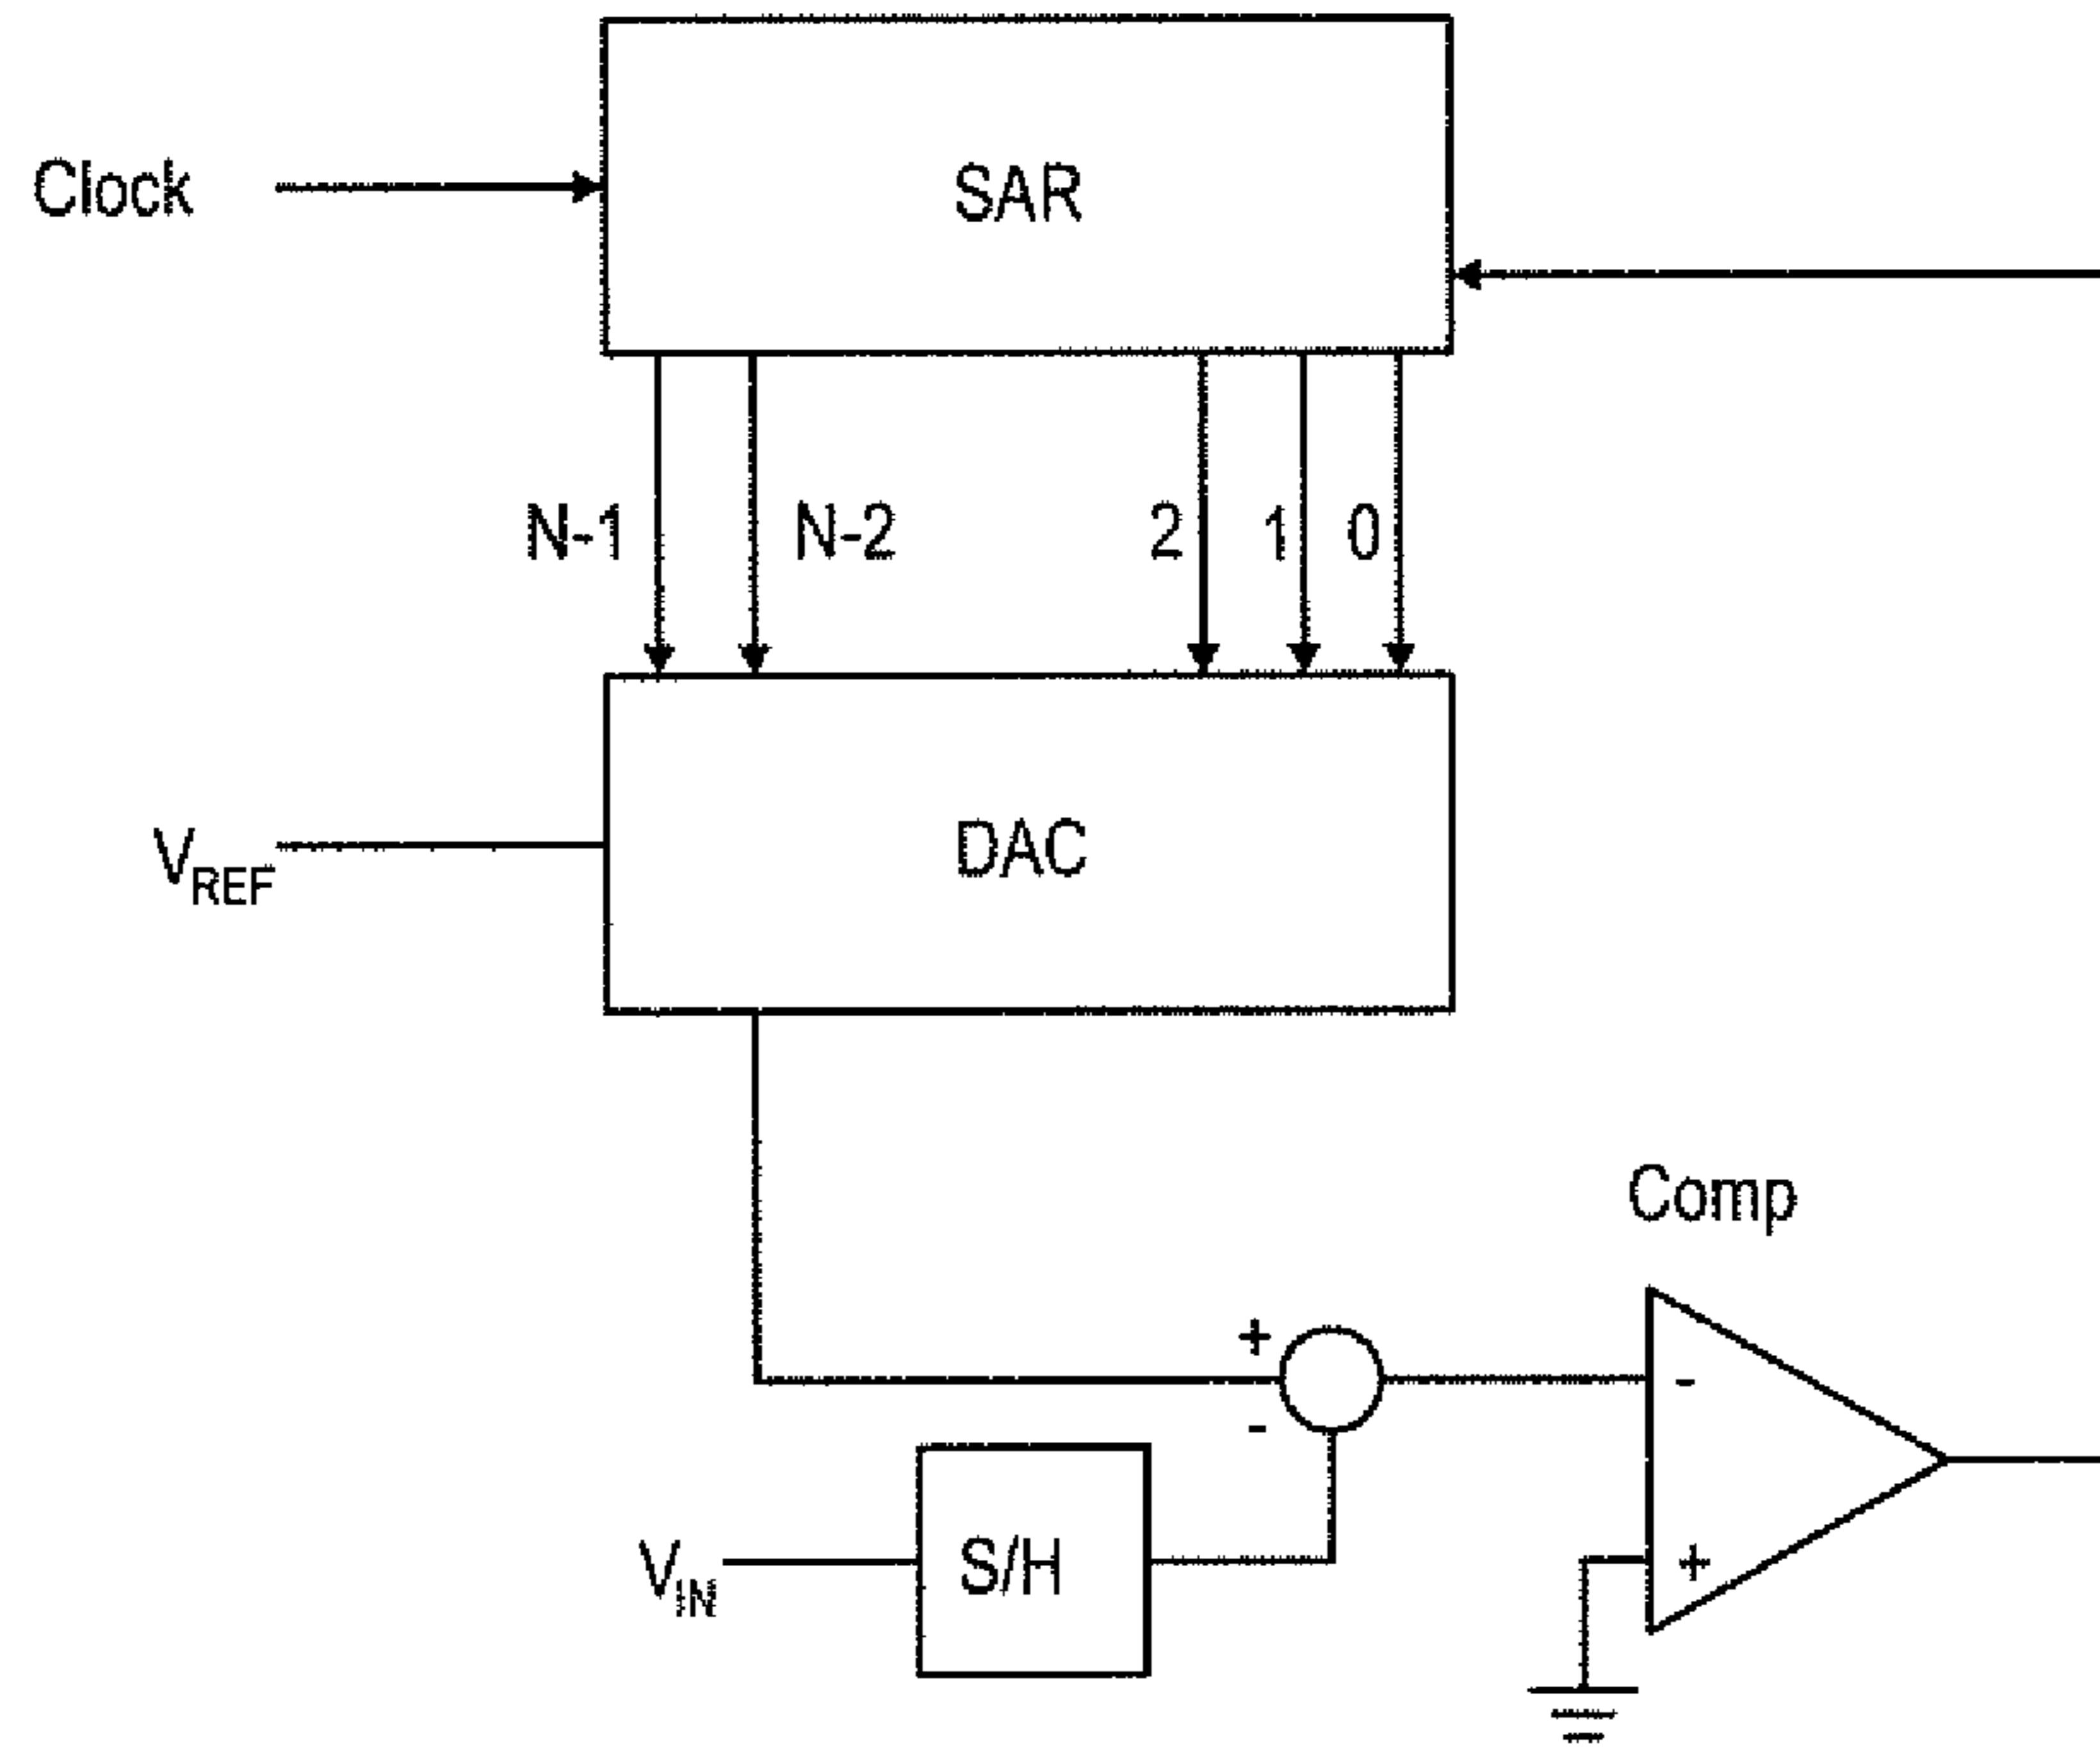 Clock
SAR
N-1 N-2 2 1 0
VREF
DAC
Comp
+
-
-
VIN
S/H
+